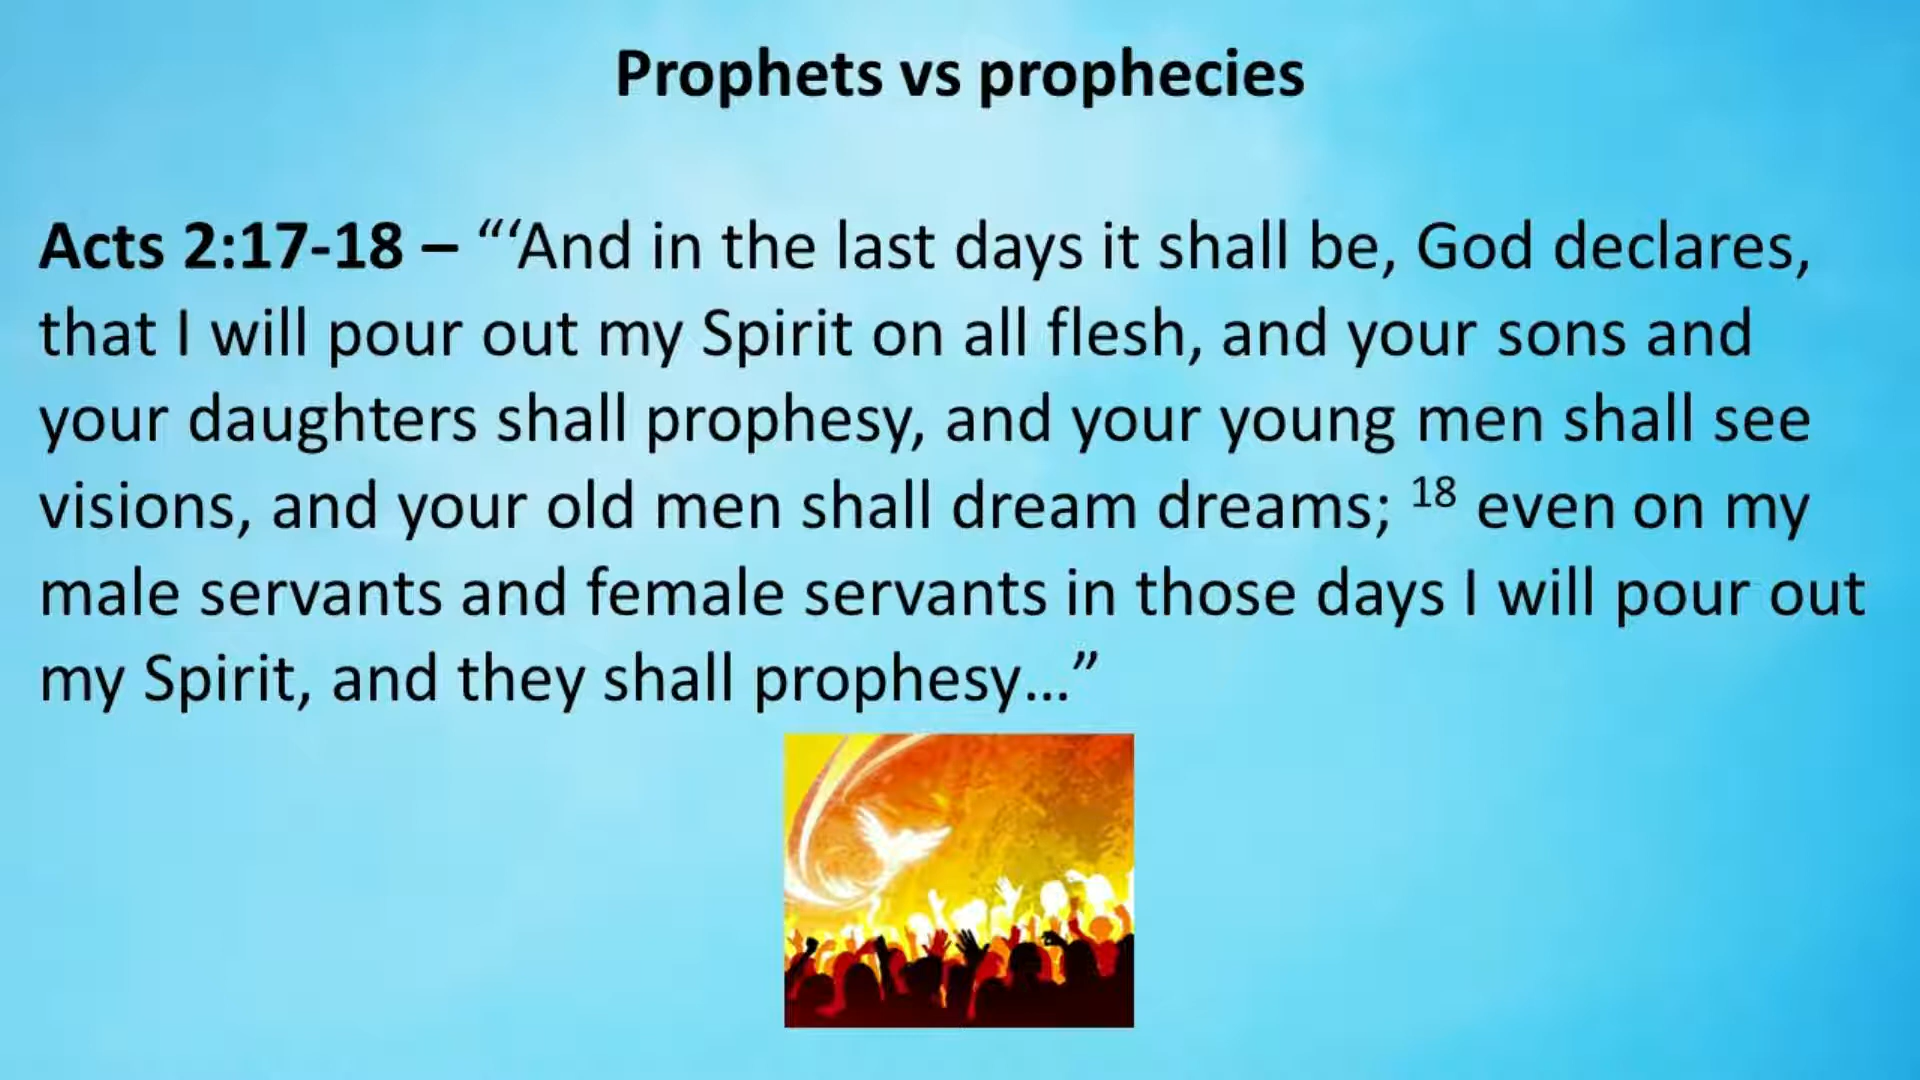 Prophets vs prophecies
Acts 2:17-18 – “‘And in the last days it shall be, God declares,
that I will pour out my Spirit on all flesh, and your sons and
your daughters shall prophesy, and your young men shall see
visions, and your old men shall dream dreams; 18 even on my
male servants and female servants in those days I will pour out
my Spirit, and they shall prophesy…”